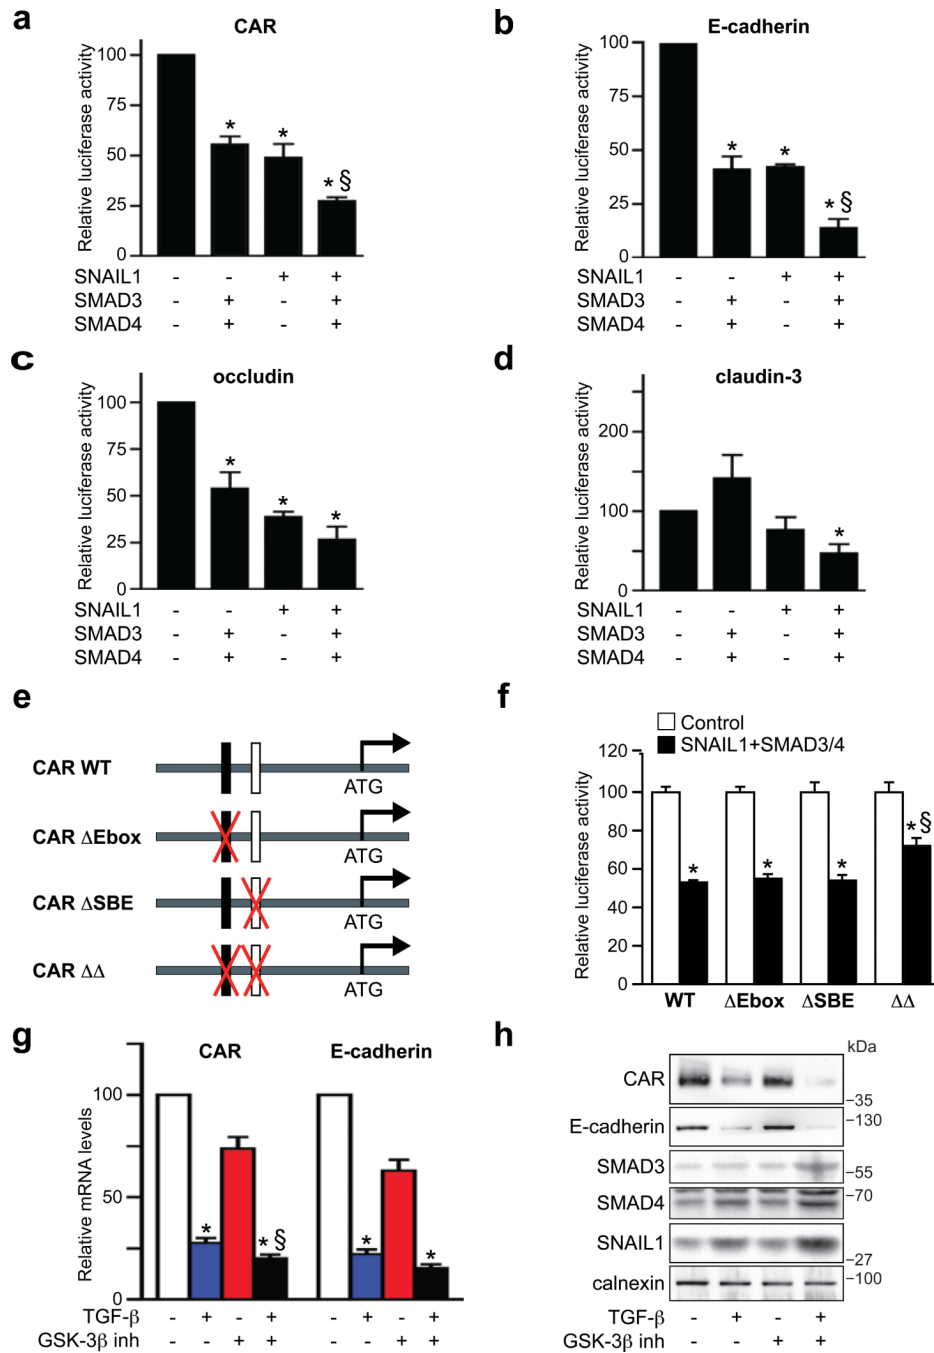 a
CAR
Relative luciferase activity
100
75
50
25
0
* * * §
SNAIL1 - - + +
SMAD3 - + - +
SMAD4 - + - +
b
E-cadherin
Relative luciferase activity
100
75
50
25
0
* * * §
SNAIL1 - - + +
SMAD3 - + - +
SMAD4 - + - +
c
occludin
Relative luciferase activity
100
75
50
25
0
* * *
SNAIL1 - - + +
SMAD3 - + - +
SMAD4 - + - +
d
claudin-3
Relative luciferase activity
200
100
0
*
SNAIL1 - - + +
SMAD3 - + - +
SMAD4 - + - +
e
CAR WT
ATG
CAR ΔEbox
ATG
CAR ΔSBE
ATG
CAR ΔΔ
ATG
f
Control
SNAIL1+SMAD3/4
Relative luciferase activity
120
100
80
60
40
20
0
* * * * §
WT ΔEbox ΔSBE ΔΔ
g
CAR E-cadherin
Relative mRNA levels
100
50
0
* * § * *
TGF-β - + - + - + - +
GSK-3β inh - - + + - - + +
h
kDa
CAR
–35
E-cadherin –130
SMAD3
–55
SMAD4 –70
SNAIL1
–27
calnexin –100
TGF-β - + - +
GSK-3β inh - - + +